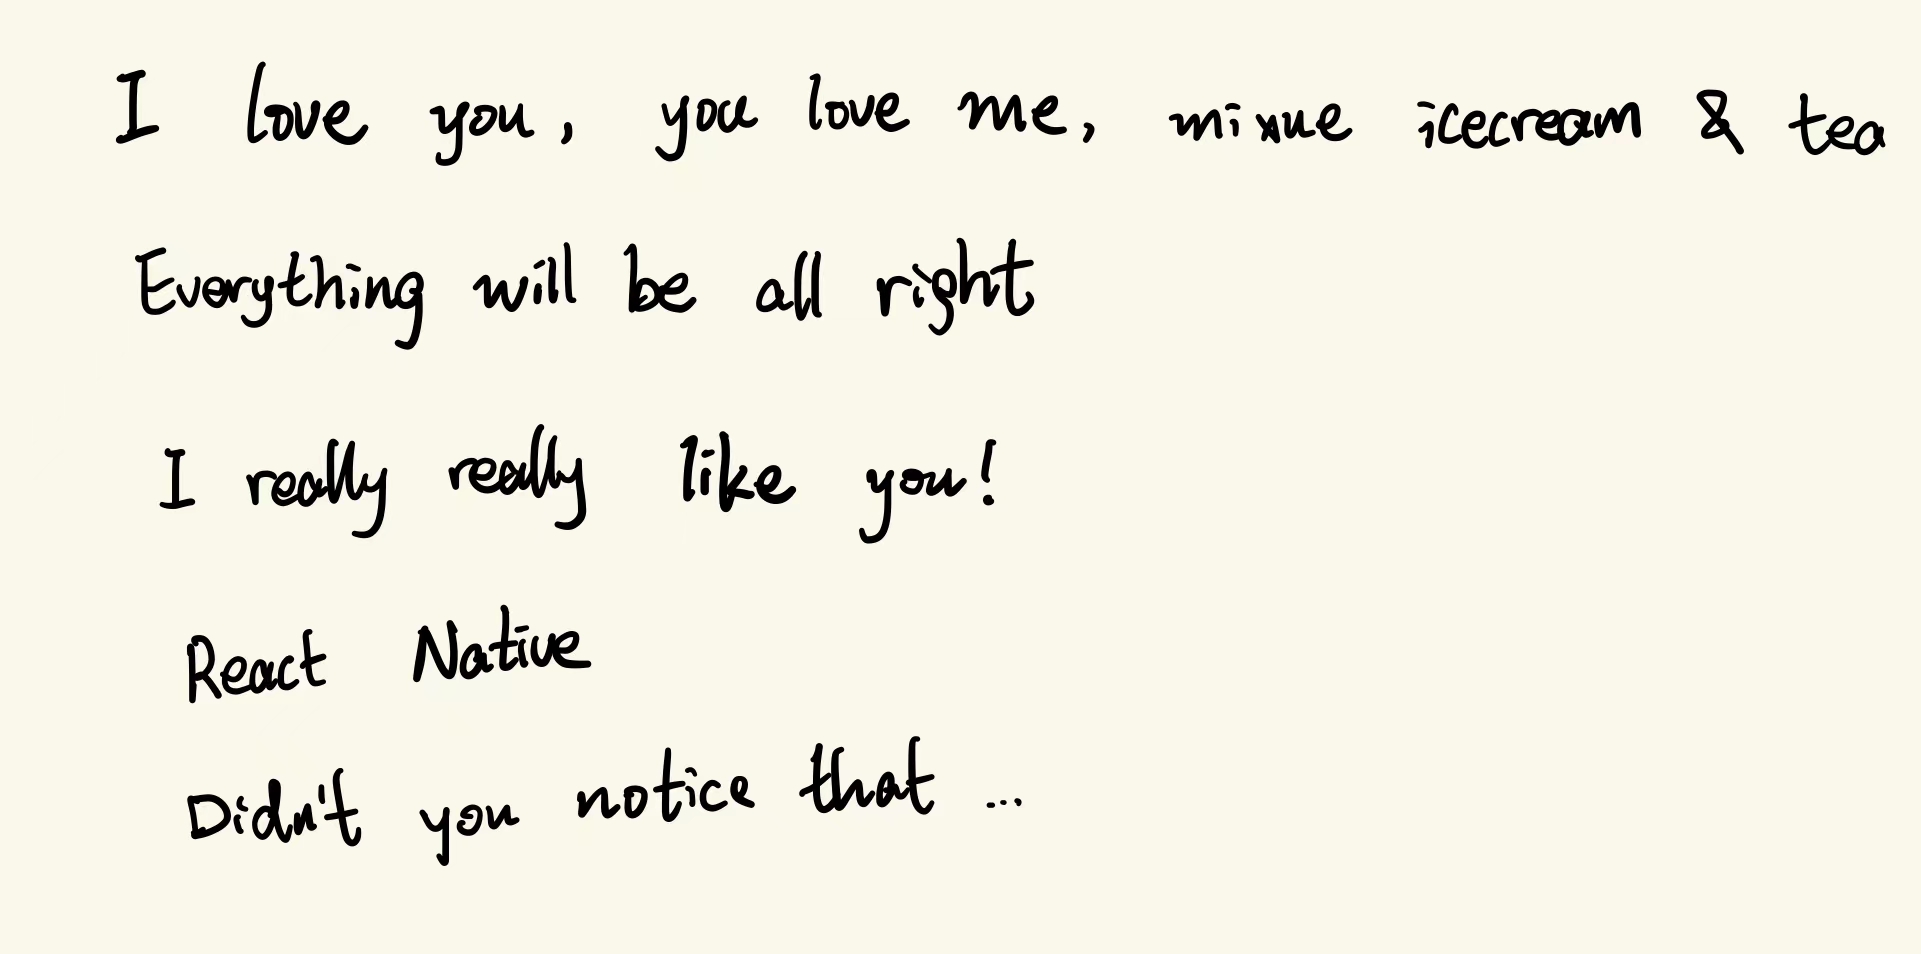 I love you, you love me, mixue icecream & tea
Everything will be all right
I really really like you!
React Native
Didn't you notice that ...